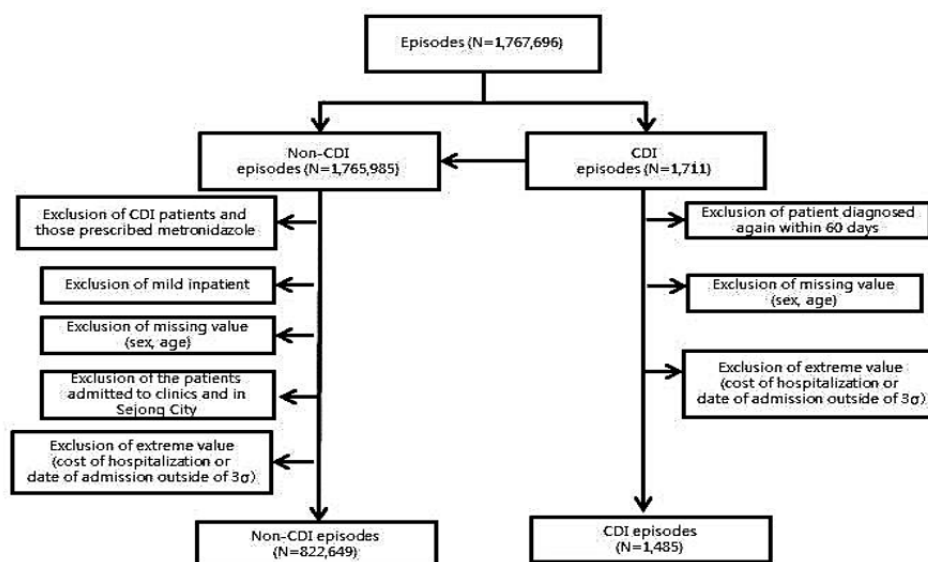 Episodes (N=1,767,696)
Non-CDI
episodes (N=1,765,985)
CDI
episodes (N=1,711)
Exclusion of CDI patients and
those prescribed metronidazole
Exclusion of mild inpatient
Exclusion of missing value
(sex, age)
Exclusion of the patients
admitted to clinics and in
Sejong City
Exclusion of extreme value
(cost of hospitalization or
date of admission outside of 3σ)
Exclusion of patient diagnosed
again within 60 days
Exclusion of missing value
(sex, age)
Exclusion of extreme value
(cost of hospitalization or
date of admission outside of 3σ)
Non-CDI episodes
(N=822,649)
CDI episodes
(N=1,485)